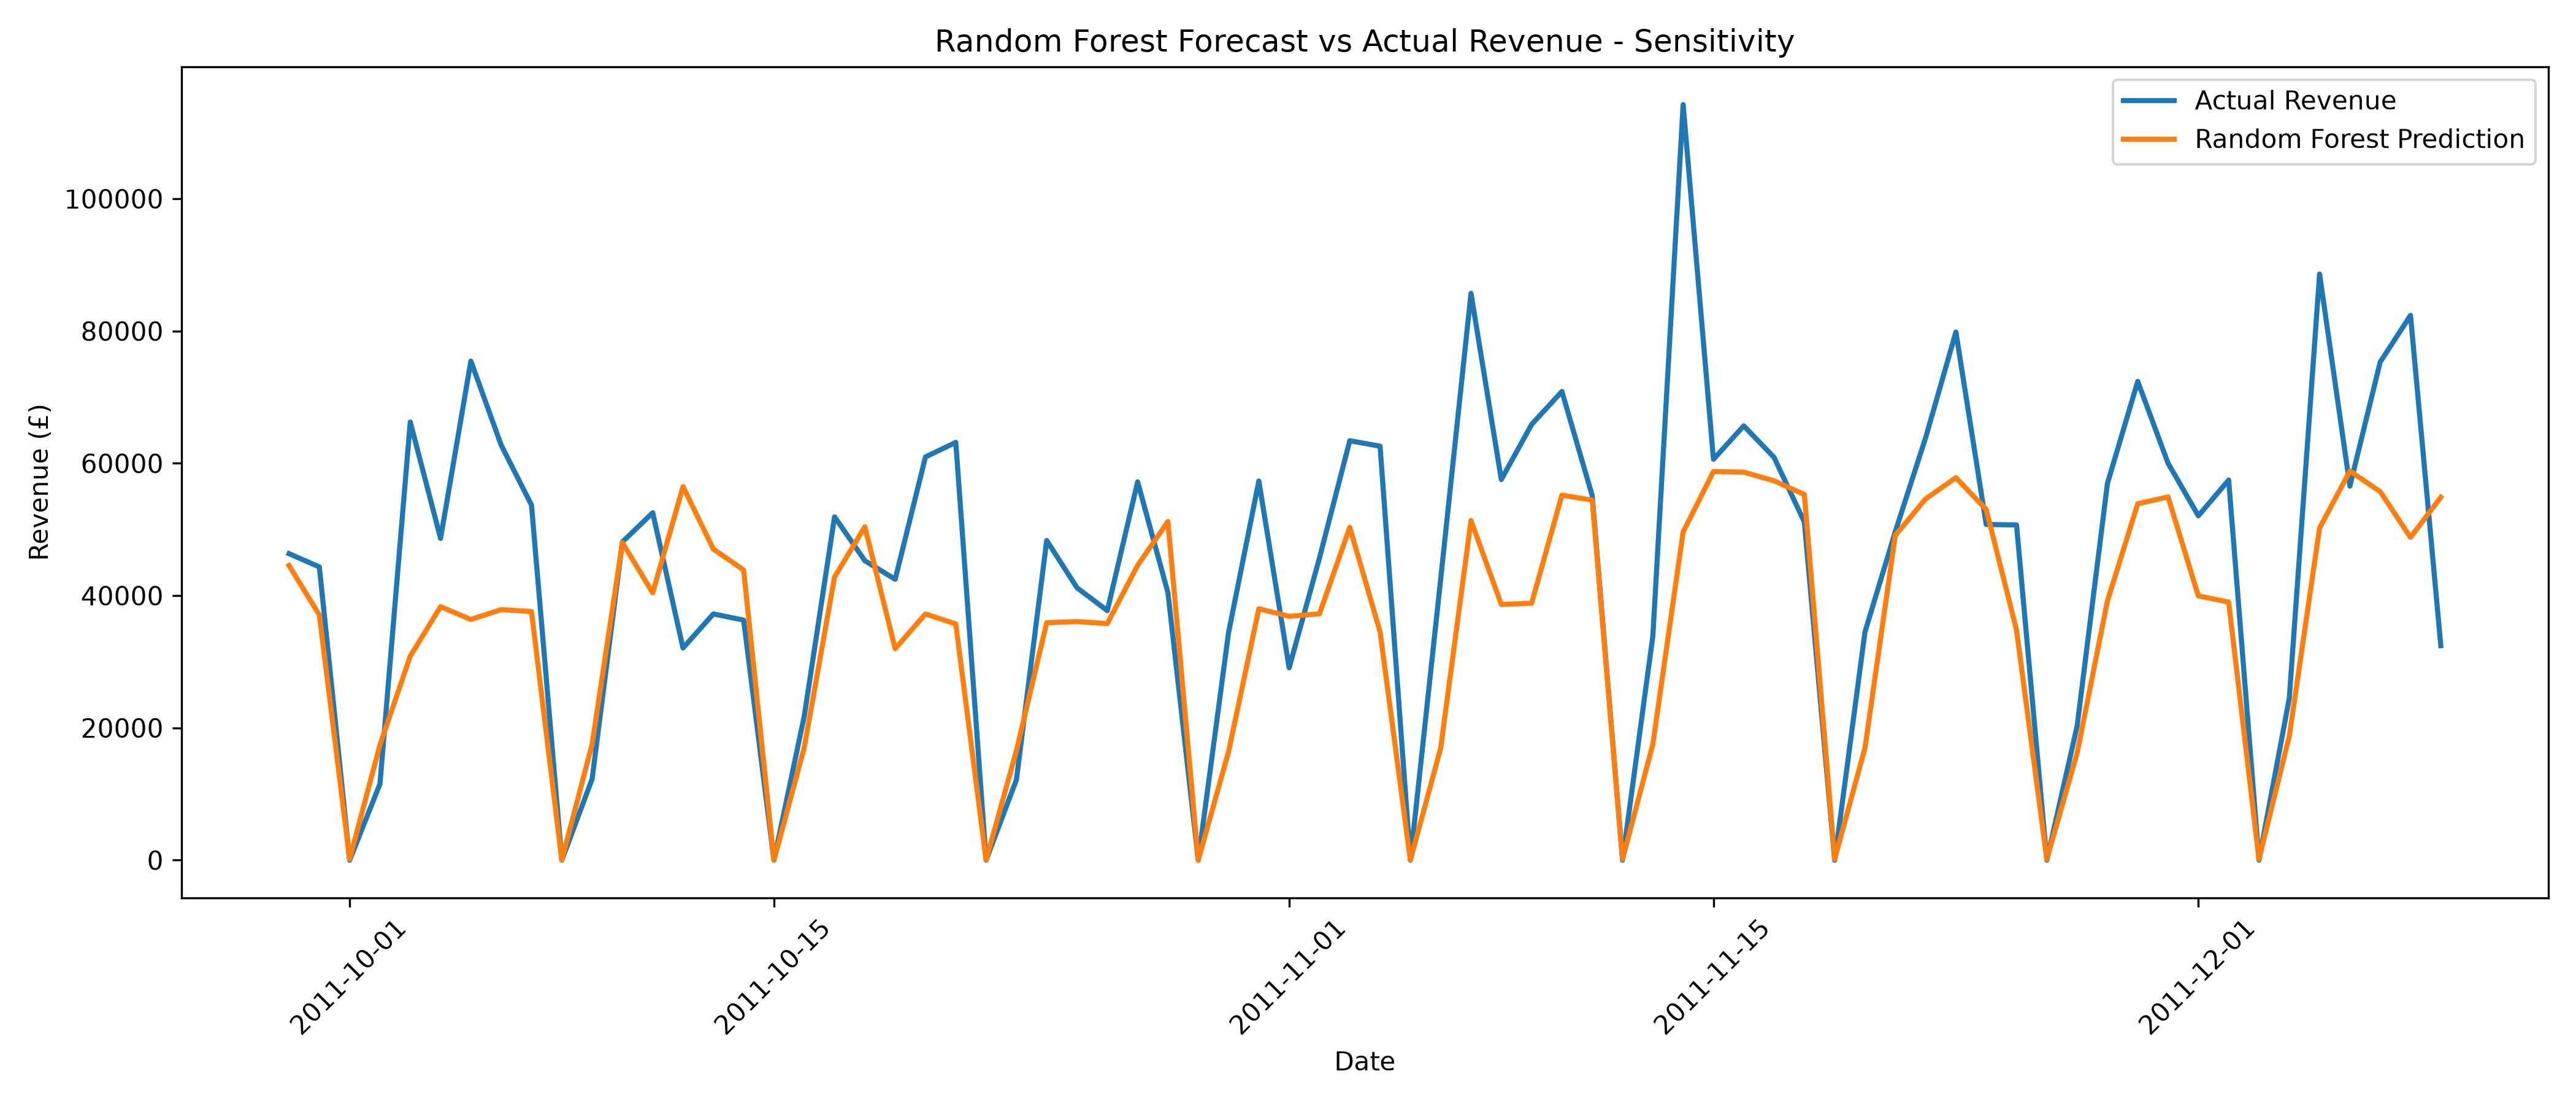 Random Forest Forecast vs Actual Revenue - Sensitivity
Actual Revenue
Random Forest Prediction
Revenue (£)
100000
80000
60000
40000
20000
0
2011-10-01
2011-10-15
2011-11-01
2011-11-15
2011-12-01
Date